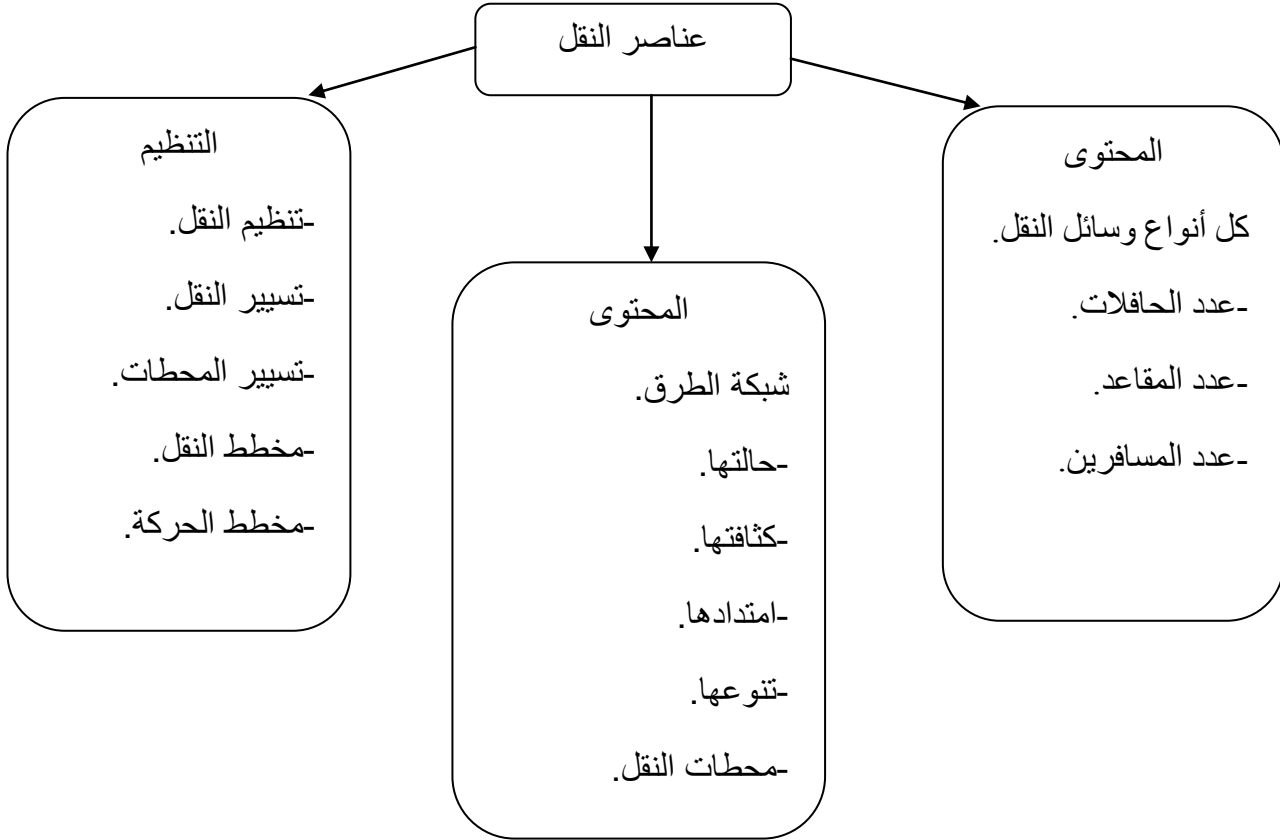 عناصر النقل
المحتوى
كل أنواع وسائل النقل.
-عدد الحافلات.
-عدد المقاعد.
-عدد المسافرين.
المحتوى
شبكة الطرق.
-حالتها.
-كثافتها.
-امتدادها.
-تنوعها.
-محطات النقل.
التنظيم
-تنظيم النقل.
-تسيير النقل.
-تسيير المحطات.
-مخطط النقل.
-مخطط الحركة.